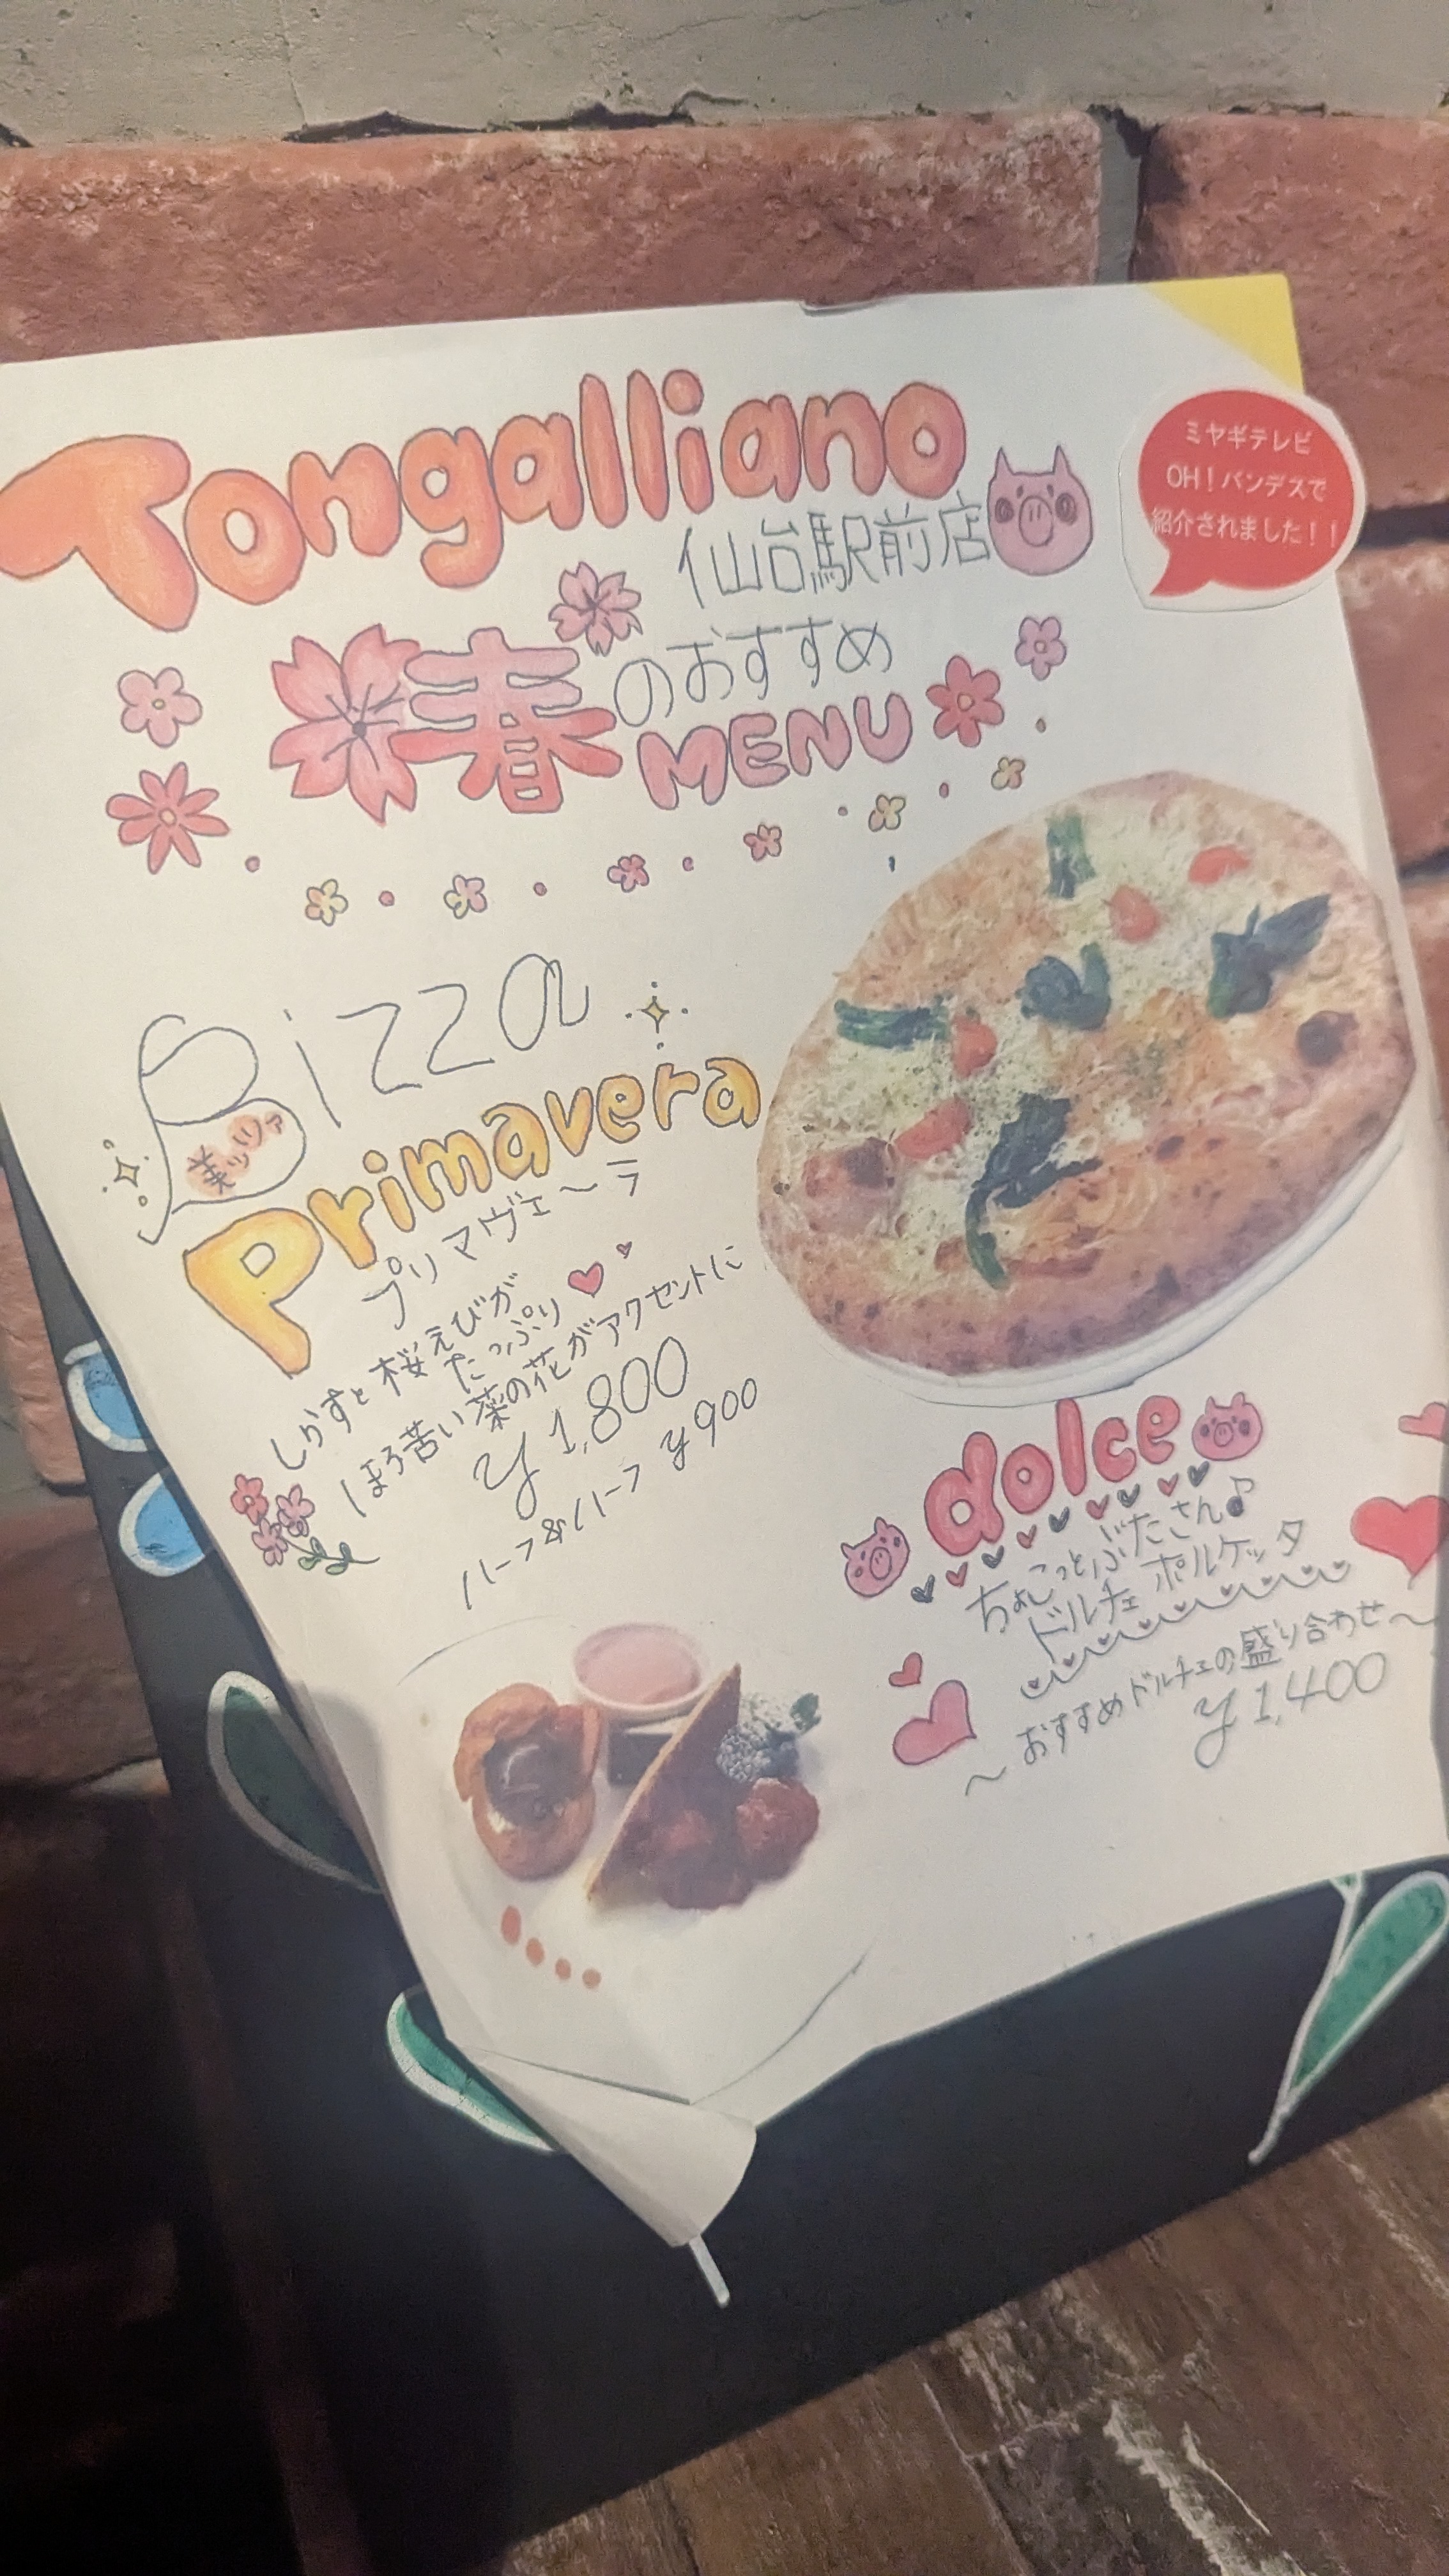 Tongalliano
仙台駅前店
ミヤギテレビ
OH!バンデスで
紹介されました!!
春のおすすめ
MENU
Bizza
美ッツァ
Primavera
プリマヴェーラ
しらすと桜えびが
たっぷり
ほろ苦い菜の花がアクセントに
¥1,800
ハーフ&ハーフ ¥900
dolce
ちょこっとぶたさん♪
ドルチェ ポルケッタ
〜おすすめドルチェの盛り合わせ〜
¥1,400